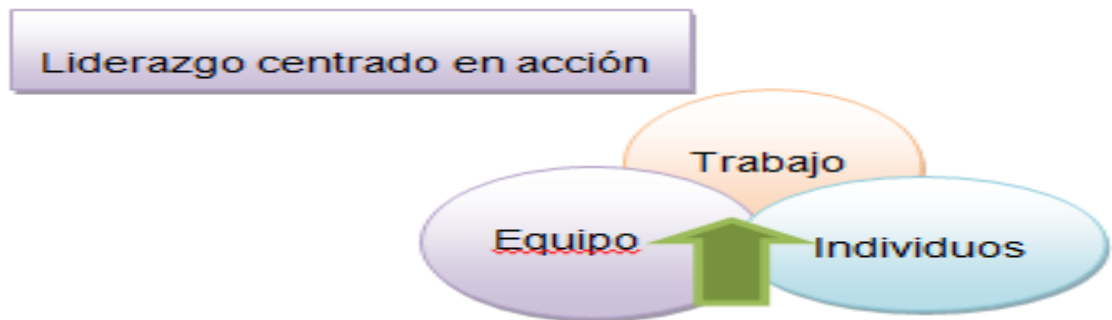 Liderazgo centrado en acción
Trabajo
Equipo
Individuos